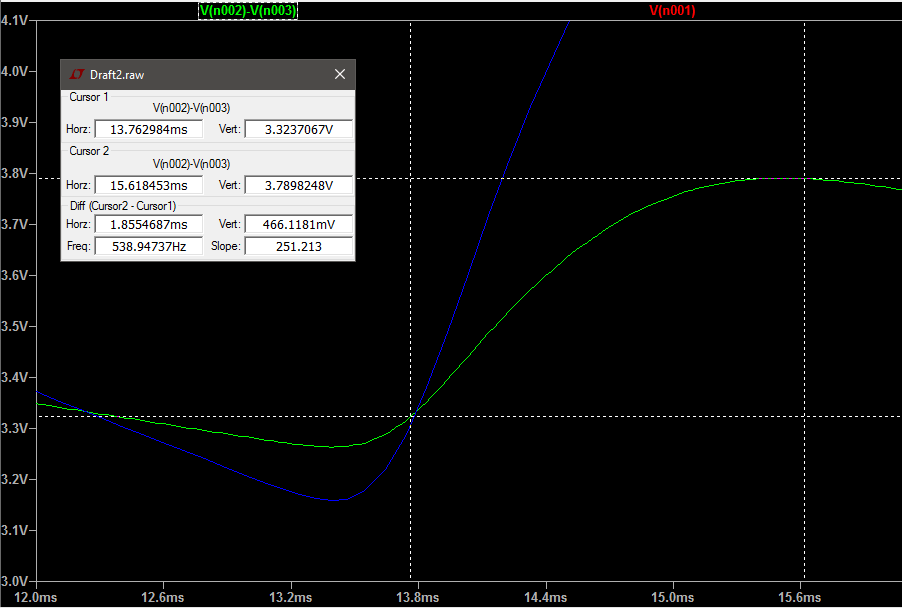 V(n002)-V(n003) V(n001)
4.1V
4.0V
3.9V
3.8V
3.7V
3.6V
3.5V
3.4V
3.3V
3.2V
3.1V
3.0V
Draft2.raw
Cursor 1
V(n002)-V(n003)
Horz: 13.762984ms Vert: 3.3237067V
Cursor 2
V(n002)-V(n003)
Horz: 15.618453ms Vert: 3.7898248V
Diff (Cursor2 - Cursor1)
Horz: 1.8554687ms Vert: 466.1181mV
Freq: 538.94737Hz Slope: 251.213
12.0ms 12.6ms 13.2ms 13.8ms 14.4ms 15.0ms 15.6ms